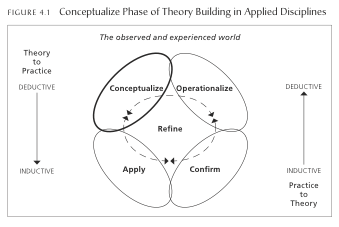 FIGURE 4.1 Conceptualize Phase of Theory Building in Applied Disciplines
The observed and experienced world
Theory
to
Practice
DEDUCTIVE
INDUCTIVE
Conceptualize
Operationalize
Refine
Apply
Confirm
DEDUCTIVE
INDUCTIVE
Practice
to
Theory